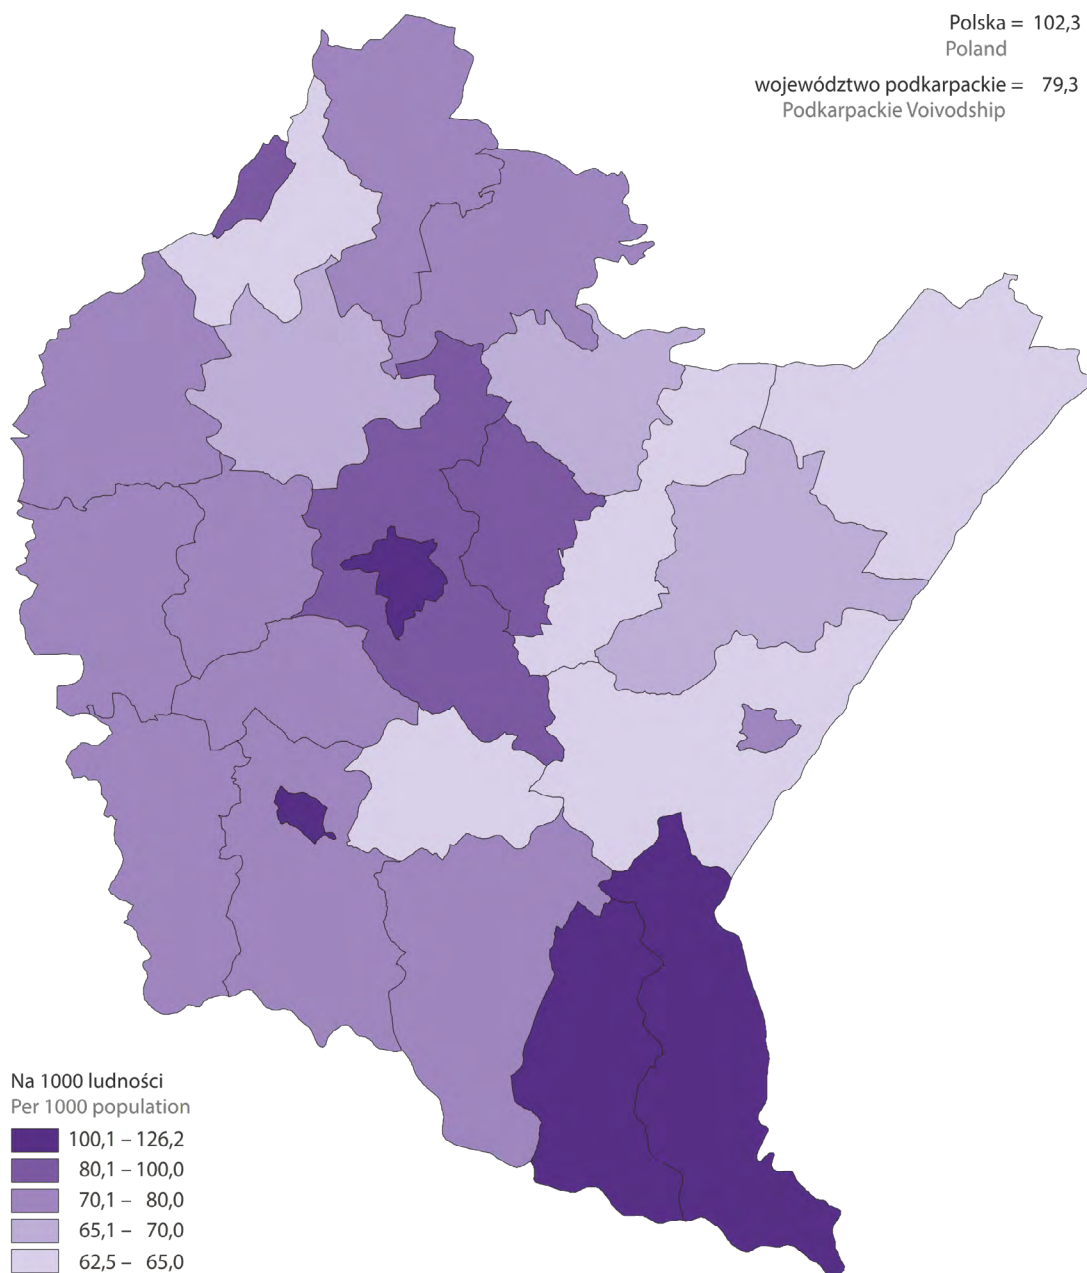 Polska = 102,3
Poland
województwo podkarpackie = 79,3
Podkarpackie Voivodship
Na 1000 ludności
Per 1000 population
100,1 – 126,2
80,1 – 100,0
70,1 – 80,0
65,1 – 70,0
62,5 – 65,0